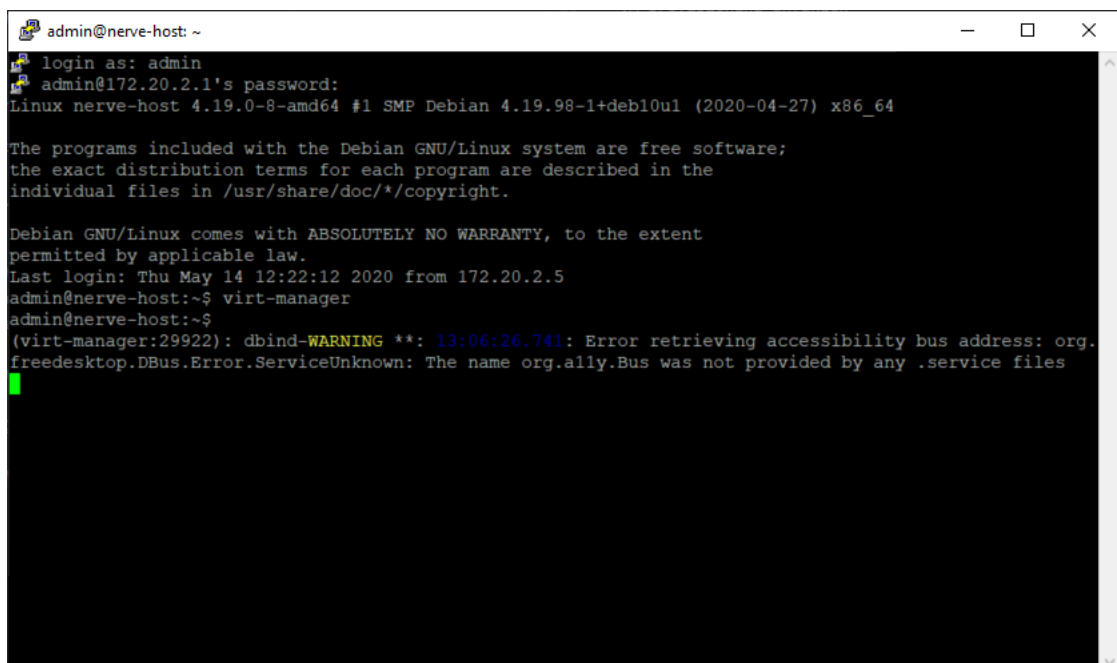 admin@nerve-host: ~
login as: admin
admin@172.20.2.1's password:
Linux nerve-host 4.19.0-8-amd64 #1 SMP Debian 4.19.98-1+deb10u1 (2020-04-27) x86_64
The programs included with the Debian GNU/Linux system are free software;
the exact distribution terms for each program are described in the
individual files in /usr/share/doc/*/copyright.
Debian GNU/Linux comes with ABSOLUTELY NO WARRANTY, to the extent
permitted by applicable law.
Last login: Thu May 14 12:22:12 2020 from 172.20.2.5
admin@nerve-host:~$ virt-manager
admin@nerve-host:~$
(virt-manager:29922): dbind-WARNING **: 13:06:26.741: Error retrieving accessibility bus address: org.
freedesktop.DBus.Error.ServiceUnknown: The name org.a11y.Bus was not provided by any .service files